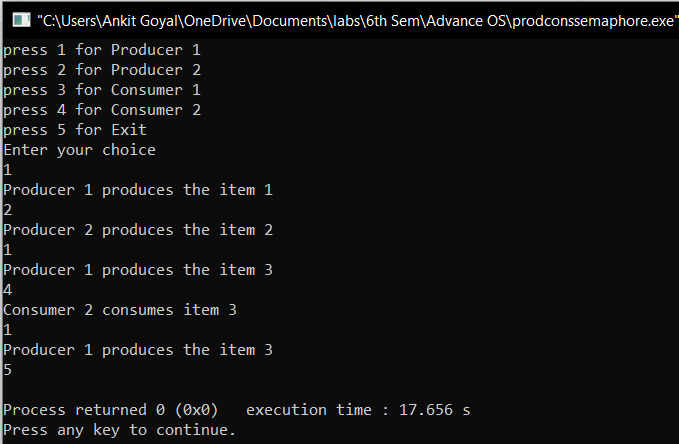 "C:\Users\Ankit Goyal\OneDrive\Documents\labs\6th Sem\Advance OS\prodconssemaphore.exe"
press 1 for Producer 1
press 2 for Producer 2
press 3 for Consumer 1
press 4 for Consumer 2
press 5 for Exit
Enter your choice
1
Producer 1 produces the item 1
2
Producer 2 produces the item 2
1
Producer 1 produces the item 3
4
Consumer 2 consumes item 3
1
Producer 1 produces the item 3
5
Process returned 0 (0x0)   execution time : 17.656 s
Press any key to continue.